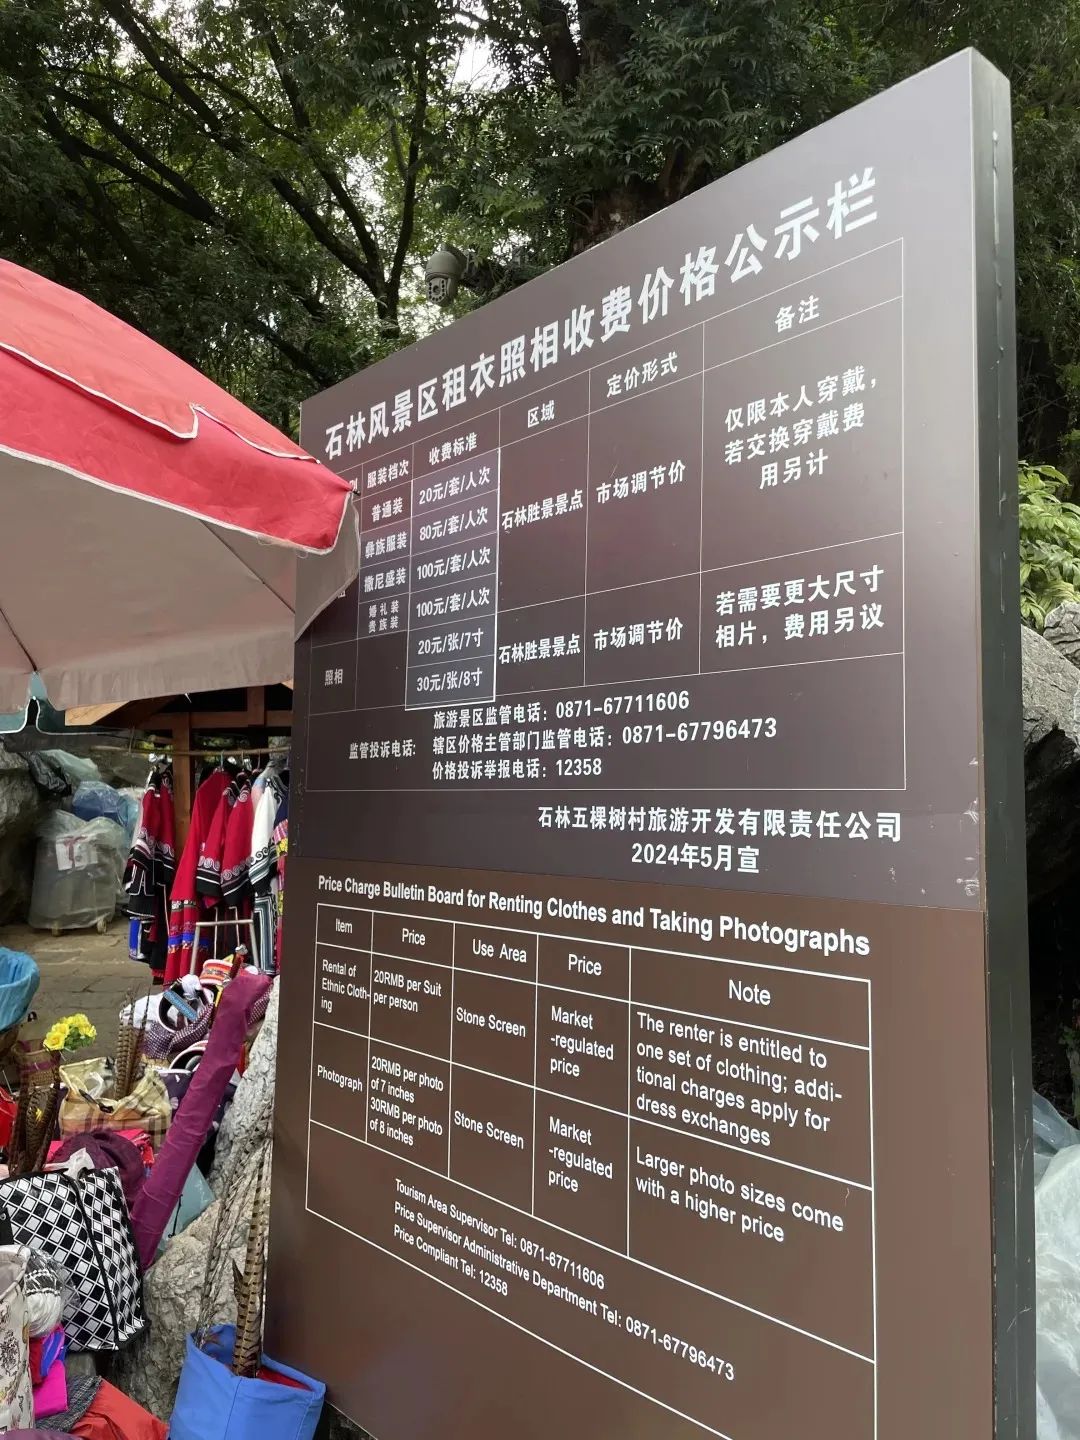 石林风景区租衣照相收费价格公示栏
服装档次 收费标准 区域 定价形式 备注
普通装 20元/套/人次
彝族服装 80元/套/人次
撒尼盛装 100元/套/人次
婚礼装
贵族装
100元/套/人次
石林胜景景点 市场调节价
仅限本人穿戴，
若交换穿戴费
用另计
照相
20元/张/7寸
30元/张/8寸
石林胜景景点 市场调节价
若需要更大尺寸
相片，费用另议
监管投诉电话:
旅游景区监管电话: 0871-67711606
辖区价格主管部门监管电话: 0871-67796473
价格投诉举报电话: 12358
石林五棵树村旅游开发有限责任公司
2024年5月宣
Price Charge Bulletin Board for Renting Clothes and Taking Photographs
Item Price Use Area Price Note
Rental of
Ethnic Cloth-
ing
20RMB per Suit
per person
Stone Screen
Market
-regulated
price
The renter is entitled to
one set of clothing; addi-
tional charges apply for
dress exchanges
Photograph
20RMB per photo
of 7 inches
30RMB per photo
of 8 inches
Stone Screen
Market
-regulated
price
Larger photo sizes come
with a higher price
Tourism Area Supervisor Tel: 0871-67711606
Price Supervisor Administrative Department Tel: 0871-67796473
Price Compliant Tel: 12358